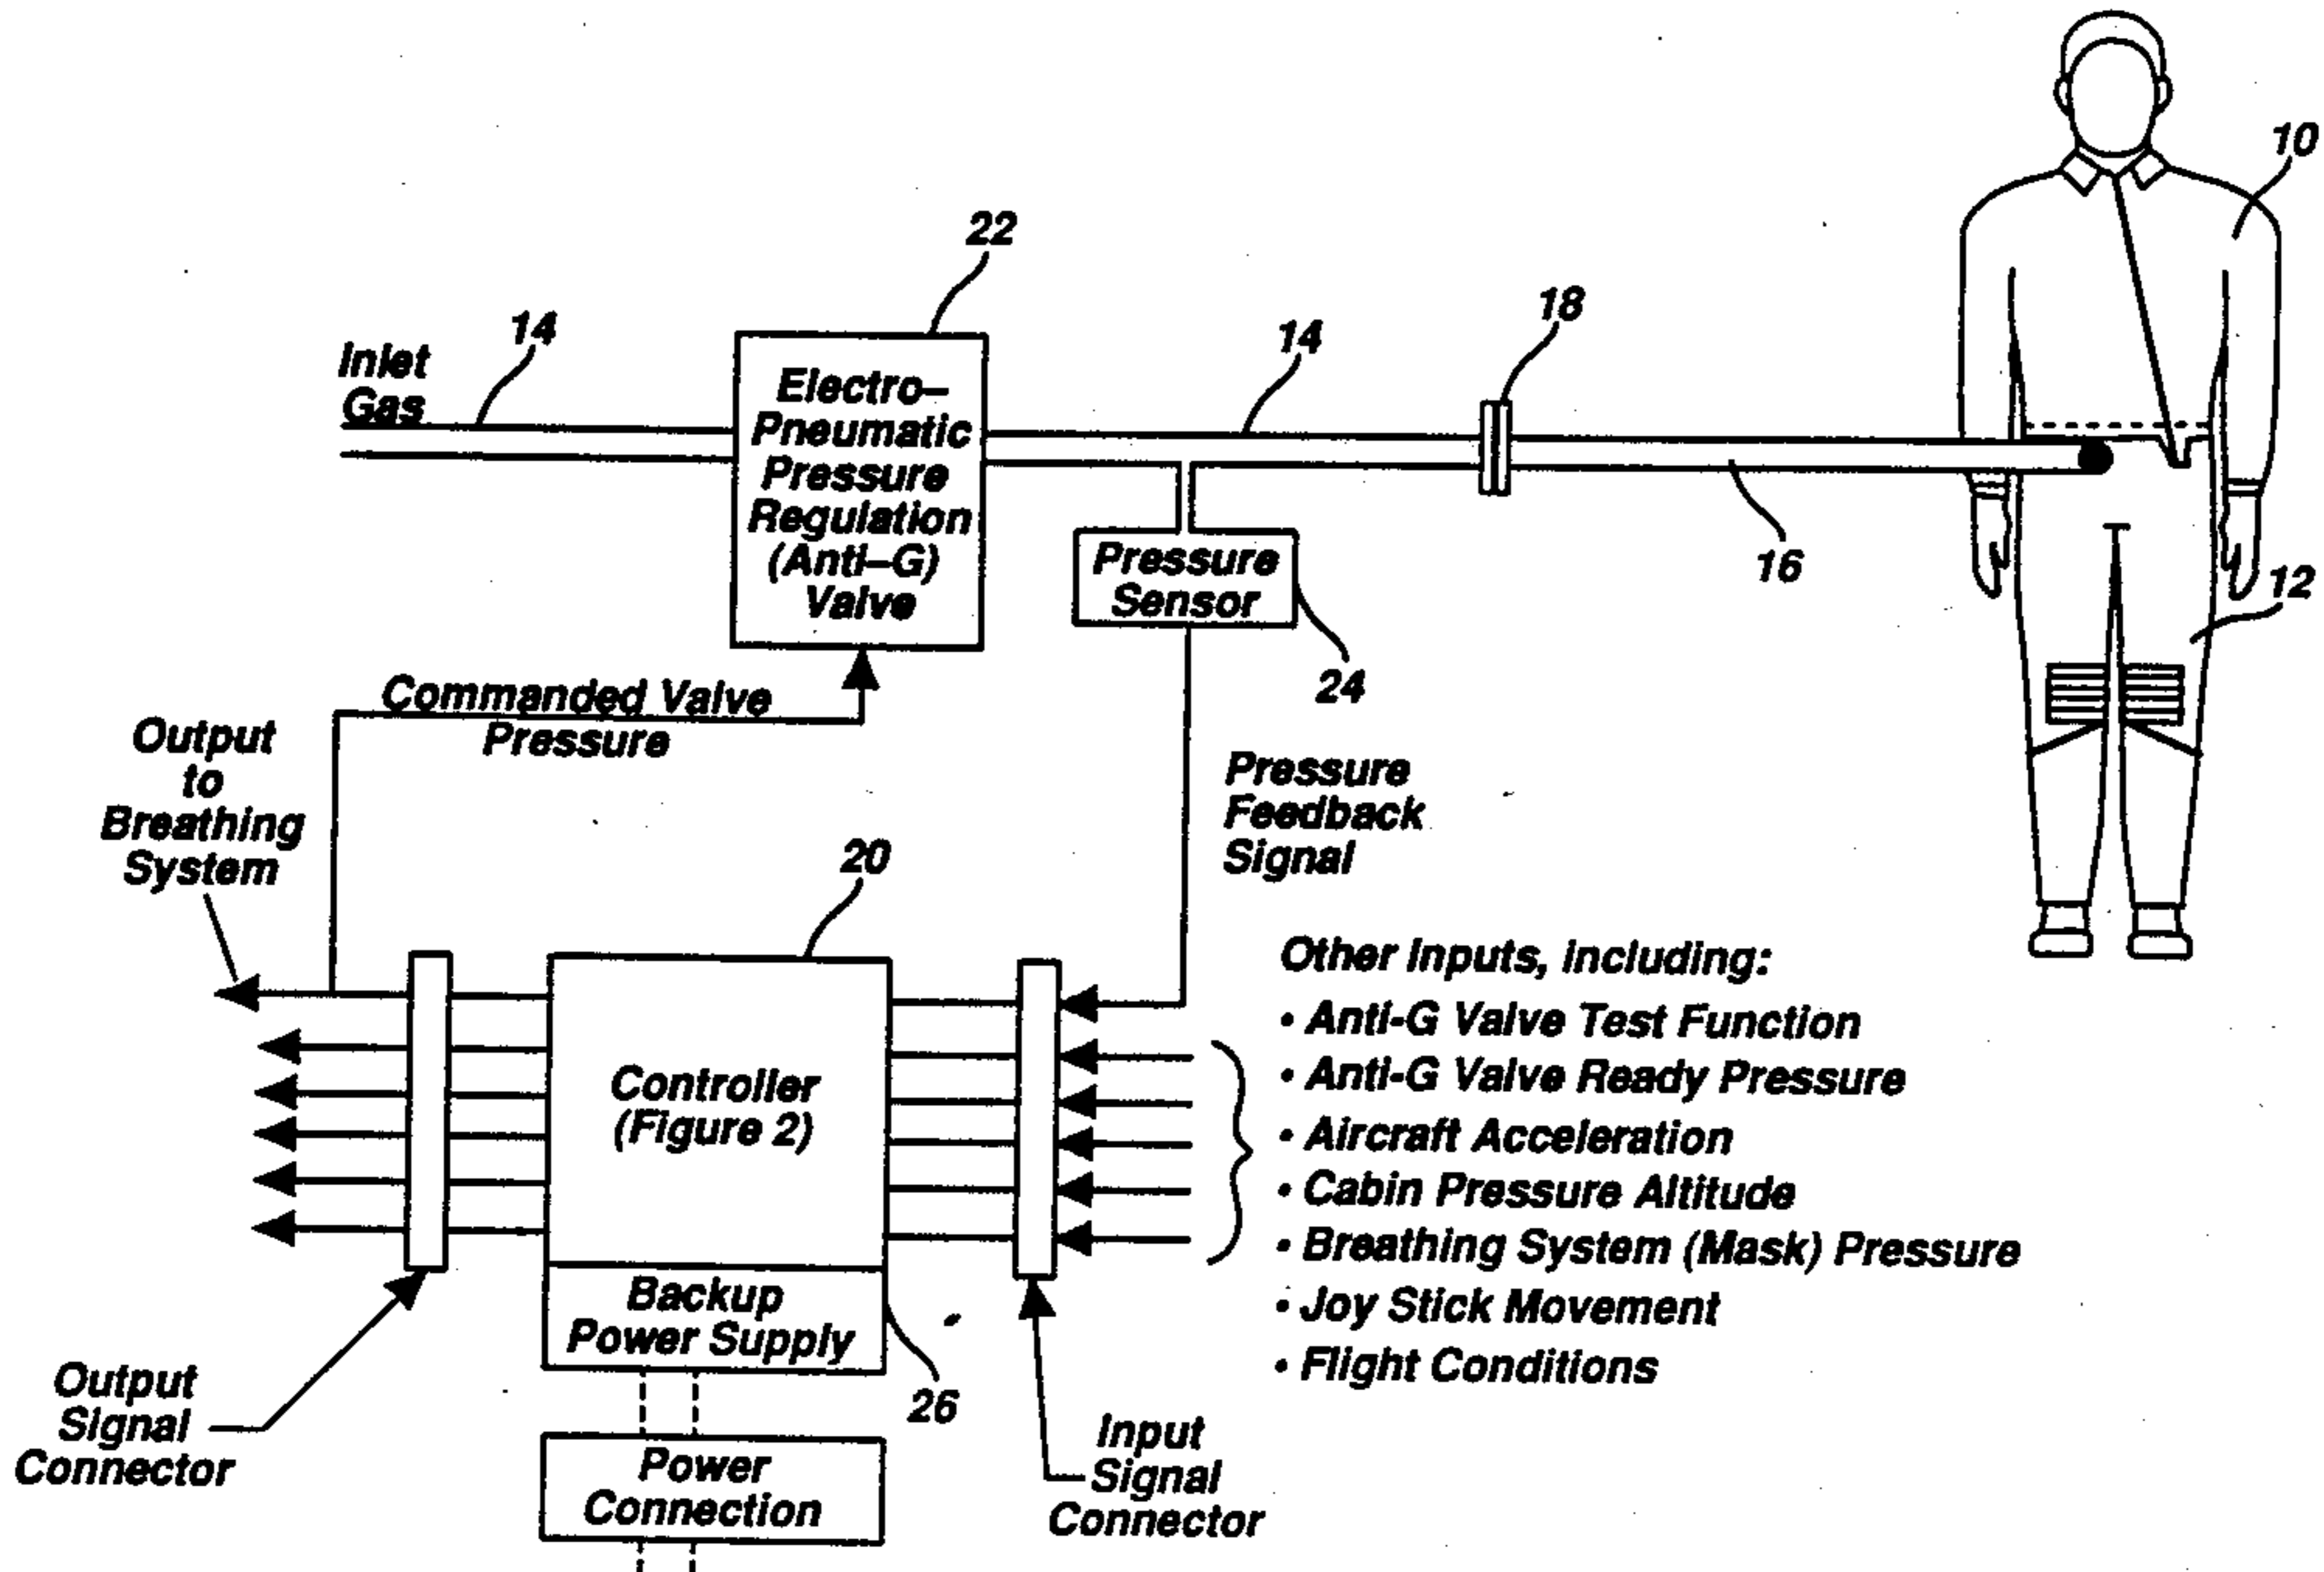 10
22
18
14
14
Inlet
Gas
Electro–
Pneumatic
Pressure
Regulation
(Anti–G)
Valve
Pressure
Sensor
16
12
24
Commanded Valve
Pressure
Output
to
Breathing
System
Pressure
Feedback
Signal
20
Other Inputs, including:
• Anti-G Valve Test Function
• Anti-G Valve Ready Pressure
• Aircraft Acceleration
• Cabin Pressure Altitude
• Breathing System (Mask) Pressure
• Joy Stick Movement
• Flight Conditions
Controller
(Figure 2)
Backup
Power Supply
26
Output
Signal
Connector
Input
Signal
Connector
Power
Connection